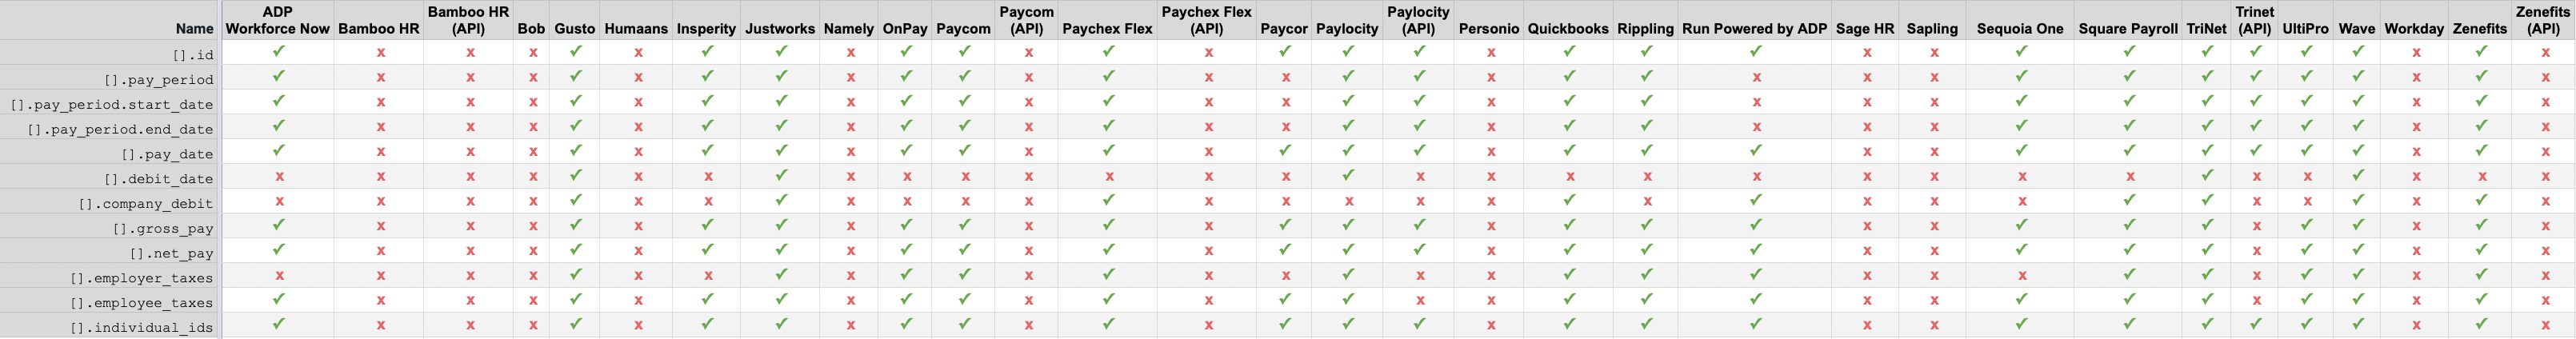 ADP Bamboo HR Paycom Paychex Flex Paylocity Trinet Zenefits
Name Workforce Now Bamboo HR (API) Bob Gusto Humaans Insperity Justworks Namely OnPay Paycom (API) Paychex Flex (API) Paycor Paylocity (API) Personio Quickbooks Rippling Run Powered by ADP Sage HR Sapling Sequoia One Square Payroll TriNet (API) UltiPro Wave Workday Zenefits (API)
[].id ✓ x x x ✓ x ✓ ✓ x ✓ ✓ x ✓ x ✓ ✓ ✓ x ✓ ✓ ✓ x x ✓ ✓ ✓ ✓ ✓ ✓ x ✓ x
[].pay_period ✓ x x x ✓ x ✓ ✓ x ✓ ✓ x ✓ x x ✓ ✓ x ✓ ✓ x x x ✓ ✓ ✓ ✓ ✓ ✓ x ✓ x
[].pay_period.start_date ✓ x x x ✓ x ✓ ✓ x ✓ ✓ x ✓ x x ✓ ✓ x ✓ ✓ x x x ✓ ✓ ✓ ✓ ✓ ✓ x ✓ x
[].pay_period.end_date ✓ x x x ✓ x ✓ ✓ x ✓ ✓ x ✓ x x ✓ ✓ x ✓ ✓ x x x ✓ ✓ ✓ ✓ ✓ ✓ x ✓ x
[].pay_date ✓ x x x ✓ x ✓ ✓ x ✓ ✓ x ✓ x ✓ ✓ ✓ x ✓ ✓ ✓ x x ✓ ✓ ✓ ✓ ✓ ✓ x ✓ x
[].debit_date x x x x ✓ x x ✓ x x x x x x x ✓ x x x x x x x x x ✓ x x ✓ x x x
[].company_debit x x x x ✓ x x ✓ x x x x ✓ x x x x x ✓ x ✓ x x x ✓ ✓ x x ✓ x ✓ x
[].gross_pay ✓ x x x ✓ x ✓ ✓ x ✓ ✓ x ✓ x ✓ ✓ ✓ x ✓ ✓ ✓ x x ✓ ✓ ✓ x ✓ ✓ x ✓ x
[].net_pay ✓ x x x ✓ x ✓ ✓ x ✓ ✓ x ✓ x ✓ ✓ ✓ x ✓ ✓ ✓ x x ✓ ✓ ✓ x ✓ ✓ x ✓ x
[].employer_taxes x x x x ✓ x x ✓ x ✓ ✓ x ✓ x x ✓ x x ✓ ✓ ✓ x x x ✓ ✓ x ✓ ✓ x ✓ x
[].employee_taxes ✓ x x x ✓ x ✓ ✓ x ✓ ✓ x ✓ x ✓ ✓ x x ✓ ✓ ✓ x x ✓ ✓ ✓ x ✓ ✓ x ✓ x
[].individual_ids ✓ x x x ✓ x ✓ ✓ x ✓ ✓ x ✓ x ✓ ✓ ✓ x ✓ ✓ ✓ x x ✓ ✓ ✓ ✓ ✓ ✓ x ✓ x